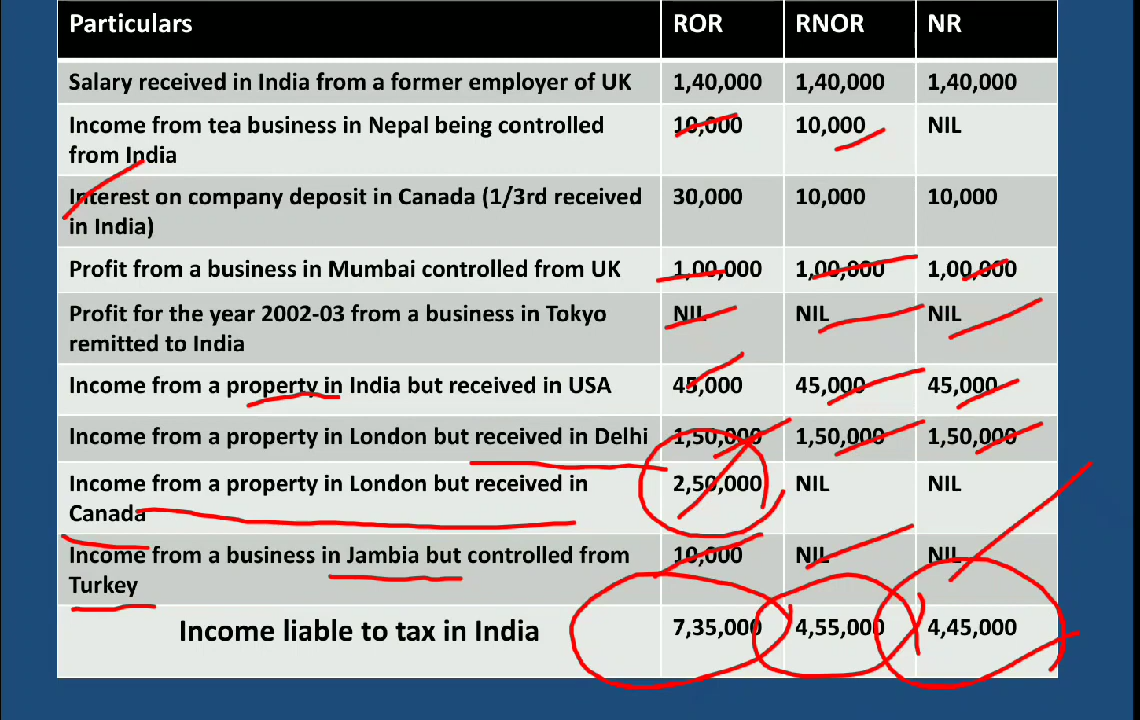 Particulars ROR RNOR NR
Salary received in India from a former employer of UK 1,40,000 1,40,000 1,40,000
Income from tea business in Nepal being controlled 10,000 10,000 NIL
from India
Interest on company deposit in Canada (1/3rd received 30,000 10,000 10,000
in India)
Profit from a business in Mumbai controlled from UK 1,00,000 1,00,000 1,00,000
Profit for the year 2002-03 from a business in Tokyo NIL NIL NIL
remitted to India
Income from a property in India but received in USA 45,000 45,000 45,000
Income from a property in London but received in Delhi 1,50,000 1,50,000 1,50,000
Income from a property in London but received in 2,50,000 NIL NIL
Canada
Income from a business in Jambia but controlled from 10,000 NIL NIL
Turkey
Income liable to tax in India 7,35,000 4,55,000 4,45,000